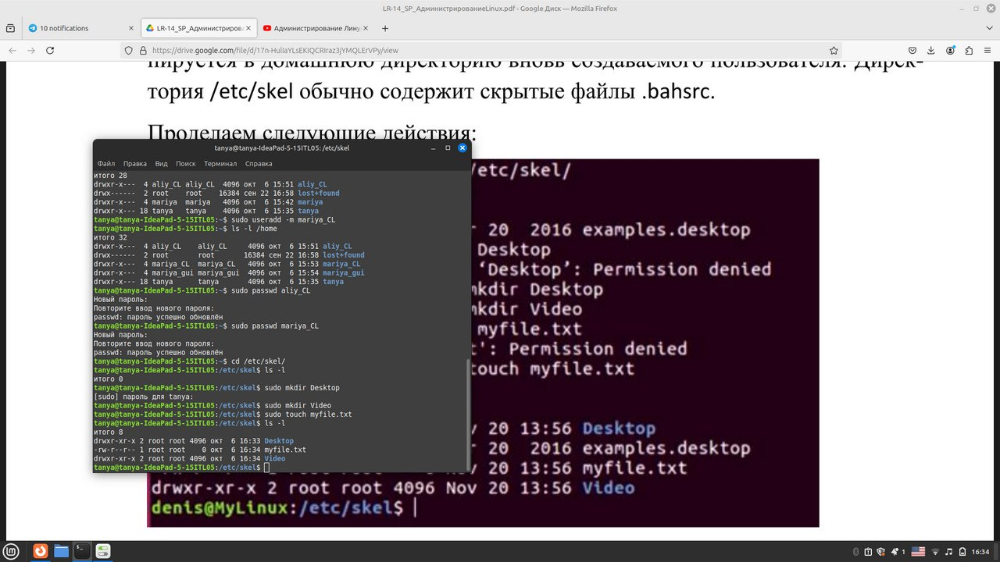 LR-14_SP_АдминистрированиеLinux.pdf - Google Диск — Mozilla Firefox
10 notifications
LR-14_SP_Администриров
Администрирование Лину
https://drive.google.com/file/d/
/view
пируется в домашнюю директорию вновь создаваемого пользователя. Дирек-
тория /etc/skel обычно содержит скрытые файлы .bahsrc.
Проделаем следующие действия:
tanya@tanya-IdeaPad-5-15ITL05: /etc/skel
Файл Правка Вид Поиск Терминал Справка
итого 28
drwxr-x--- 4 aliy_CL aliy_CL 4096 окт 6 15:51 aliy_CL
drwx------ 2 root root 16384 сен 22 16:58 lost+found
drwxr-x--- 4 mariya mariya 4096 окт 6 15:42 mariya
drwxr-x--- 18 tanya tanya 4096 окт 6 15:35 tanya
tanya@tanya-IdeaPad-5-15ITL05:~$ sudo useradd -m mariya_CL
tanya@tanya-IdeaPad-5-15ITL05:~$ ls -l /home
итого 32
drwxr-x--- 4 aliy_CL aliy_CL 4096 окт 6 15:51 aliy_CL
drwx------ 2 root root 16384 сен 22 16:58 lost+found
drwxr-x--- 4 mariya_CL mariya_CL 4096 окт 6 15:53 mariya_CL
drwxr-x--- 4 mariya_gui mariya_gui 4096 окт 6 15:54 mariya_gui
drwxr-x--- 18 tanya tanya 4096 окт 6 15:35 tanya
tanya@tanya-IdeaPad-5-15ITL05:~$ sudo passwd aliy_CL
Новый пароль:
Повторите ввод нового пароля:
passwd: пароль успешно обновлён
tanya@tanya-IdeaPad-5-15ITL05:~$ sudo passwd mariya_CL
Новый пароль:
Повторите ввод нового пароля:
passwd: пароль успешно обновлён
tanya@tanya-IdeaPad-5-15ITL05:~$ cd /etc/skel/
tanya@tanya-IdeaPad-5-15ITL05:/etc/skel$ ls -l
итого 0
tanya@tanya-IdeaPad-5-15ITL05:/etc/skel$ sudo mkdir Desktop
[sudo] пароль для tanya:
tanya@tanya-IdeaPad-5-15ITL05:/etc/skel$ sudo mkdir Video
tanya@tanya-IdeaPad-5-15ITL05:/etc/skel$ sudo touch myfile.txt
tanya@tanya-IdeaPad-5-15ITL05:/etc/skel$ ls -l
итого 8
drwxr-xr-x 2 root root 4096 окт 6 16:33 Desktop
-rw-r--r-- 1 root root 0 окт 6 16:34 myfile.txt
drwxr-xr-x 2 root root 4096 окт 6 16:34 Video
tanya@tanya-IdeaPad-5-15ITL05:/etc/skel$
/etc/skel/
20 2016 examples.desktop
Desktop
‘Desktop’: Permission denied
mkdir Desktop
mkdir Video
myfile.txt
t': Permission denied
touch myfile.txt
20 13:56 Desktop
20 2016 examples.desktop
20 13:56 myfile.txt
drwxr-xr-x 2 root root 4096 Nov 20 13:56 Video
denis@MyLinux:/etc/skel$
1
16:34